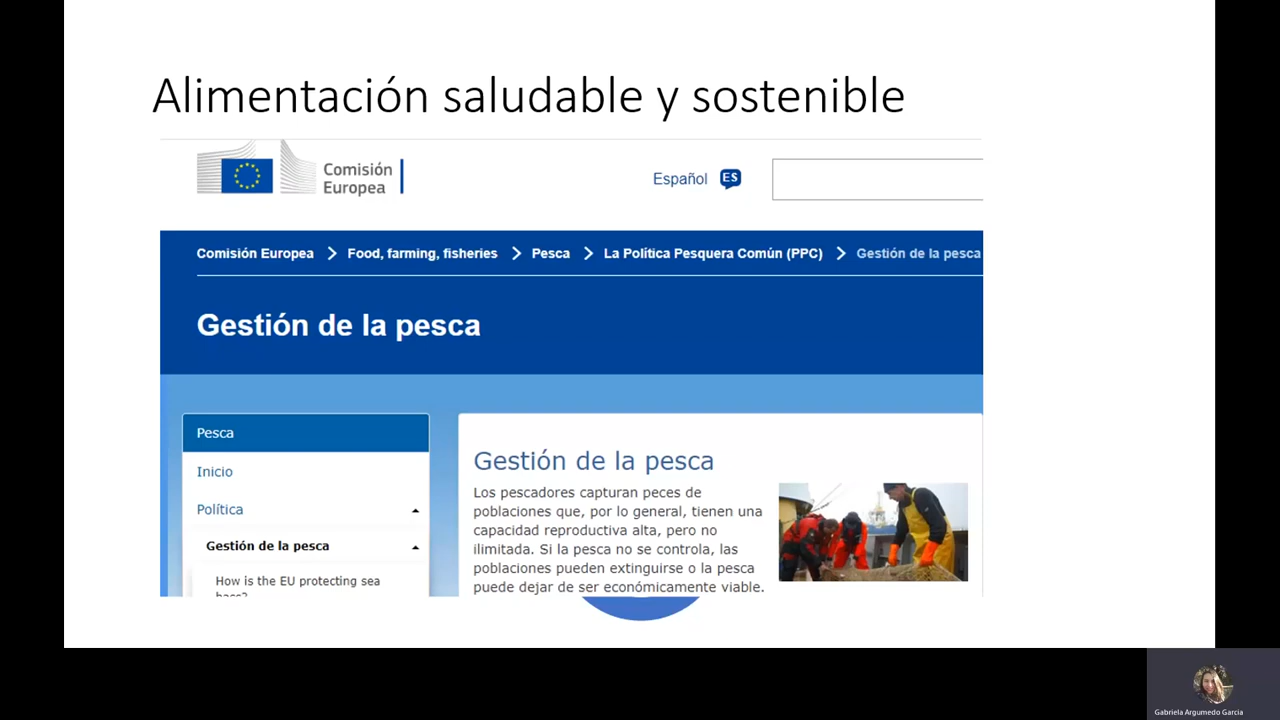 Alimentación saludable y sostenible
Comisión
Europea
Español ES
Comisión Europea > Food, farming, fisheries > Pesca > La Política Pesquera Común (PPC) > Gestión de la pesca
Gestión de la pesca
Pesca
Inicio
Política
Gestión de la pesca
How is the EU protecting sea
bass?
Gestión de la pesca
Los pescadores capturan peces de
poblaciones que, por lo general, tienen una
capacidad reproductiva alta, pero no
ilimitada. Si la pesca no se controla, las
poblaciones pueden extinguirse o la pesca
puede dejar de ser económicamente viable.
Gabriela Argumedo Garcia